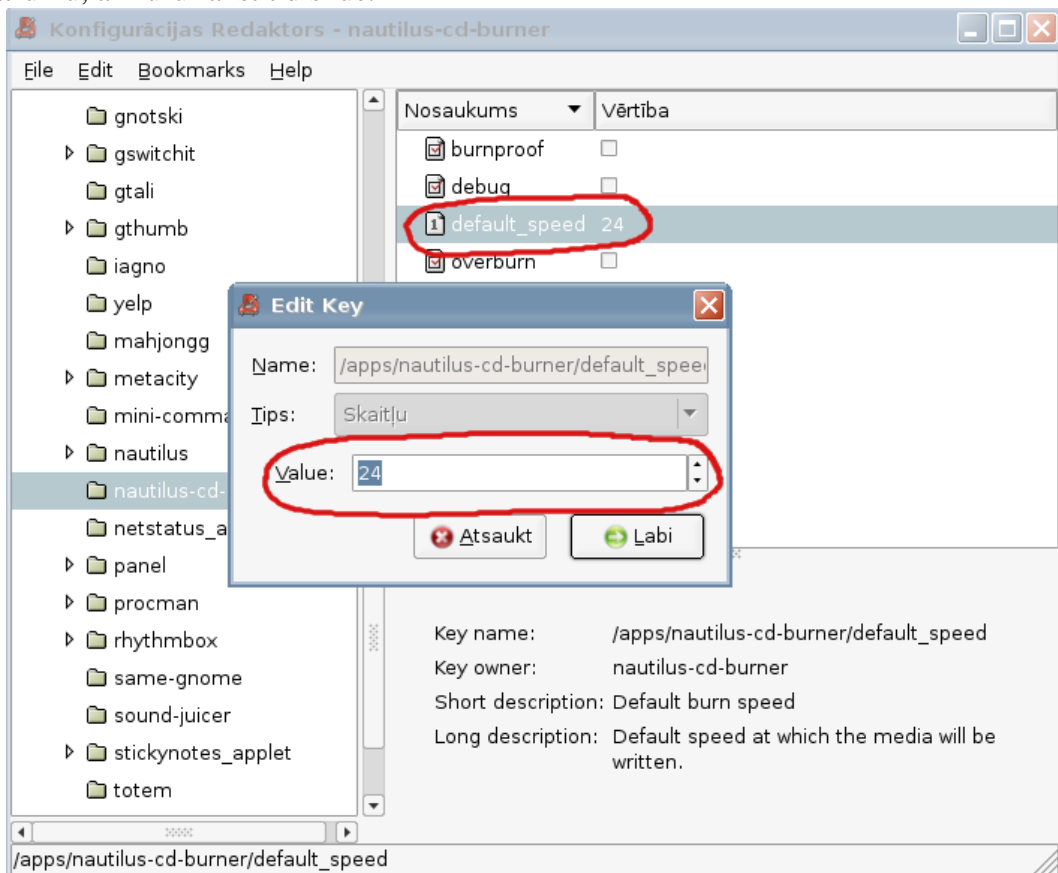 Konfigurācijas Redaktors - nautilus-cd-burner
File Edit Bookmarks Help
gnotski
gswitchit
gtali
gthumb
iagno
yelp
mahjongg
metacity
mini-comma
nautilus
nautilus-cd-
netstatus_a
panel
procman
rhythmbox
same-gnome
sound-juicer
stickynotes_applet
totem
Nosaukums Vērtība
burnproof
debug
default_speed 24
overburn
Edit Key
Name: /apps/nautilus-cd-burner/default_spee
Tips: Skaitļu
Value: 24
Atsaukt Labi
Key name: /apps/nautilus-cd-burner/default_speed
Key owner: nautilus-cd-burner
Short description: Default burn speed
Long description: Default speed at which the media will be
written.
/apps/nautilus-cd-burner/default_speed